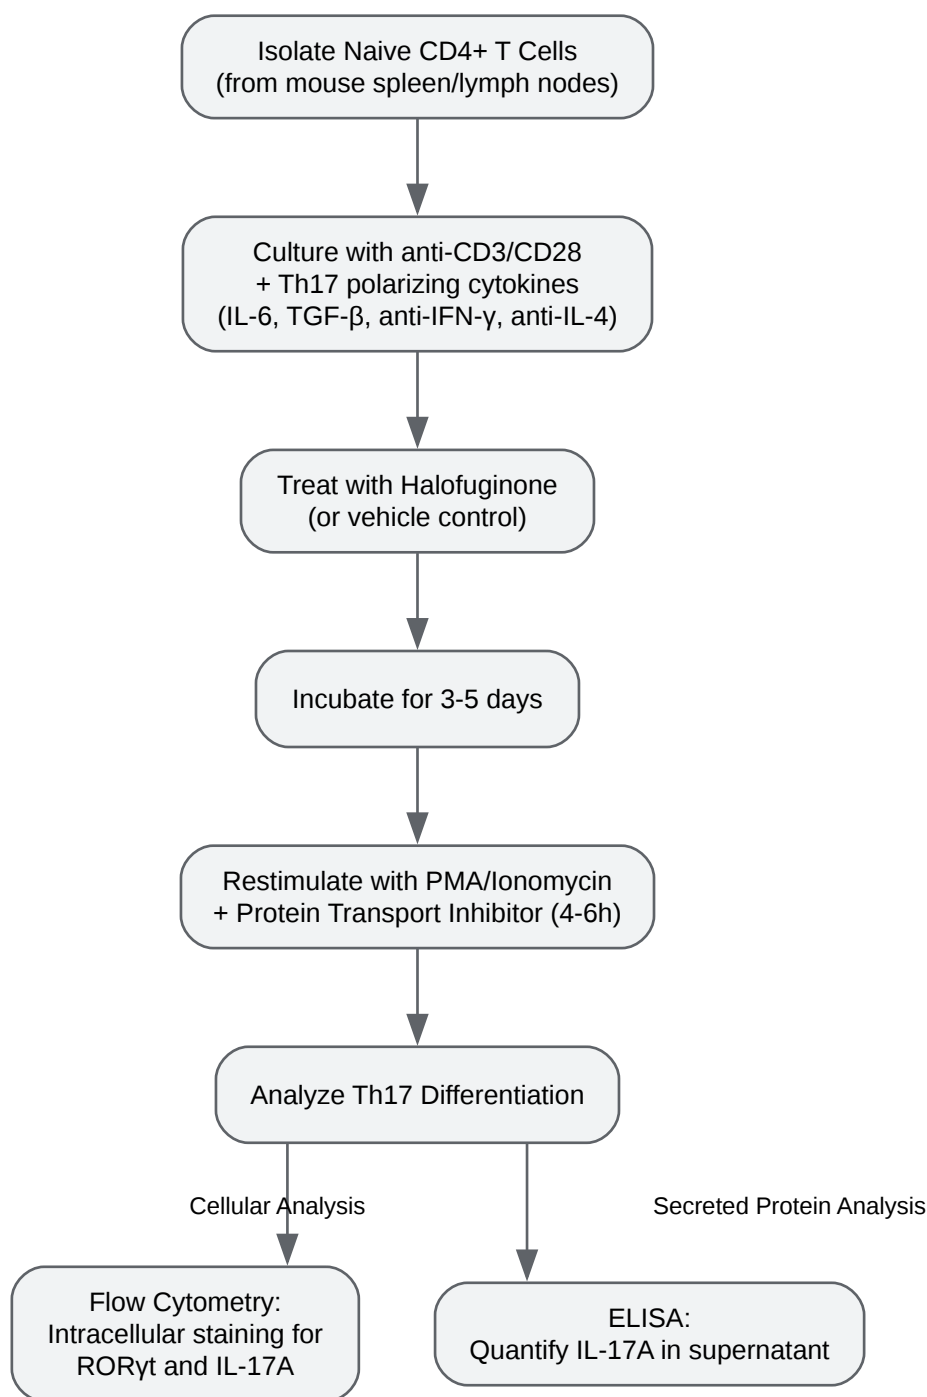 Isolate Naive CD4+ T Cells
(from mouse spleen/lymph nodes)
Culture with anti-CD3/CD28
+ Th17 polarizing cytokines
(IL-6, TGF-β, anti-IFN-γ, anti-IL-4)
Treat with Halofuginone
(or vehicle control)
Incubate for 3-5 days
Restimulate with PMA/Ionomycin
+ Protein Transport Inhibitor (4-6h)
Analyze Th17 Differentiation
Cellular Analysis
Secreted Protein Analysis
Flow Cytometry:
Intracellular staining for
RORγt and IL-17A
ELISA:
Quantify IL-17A in supernatant